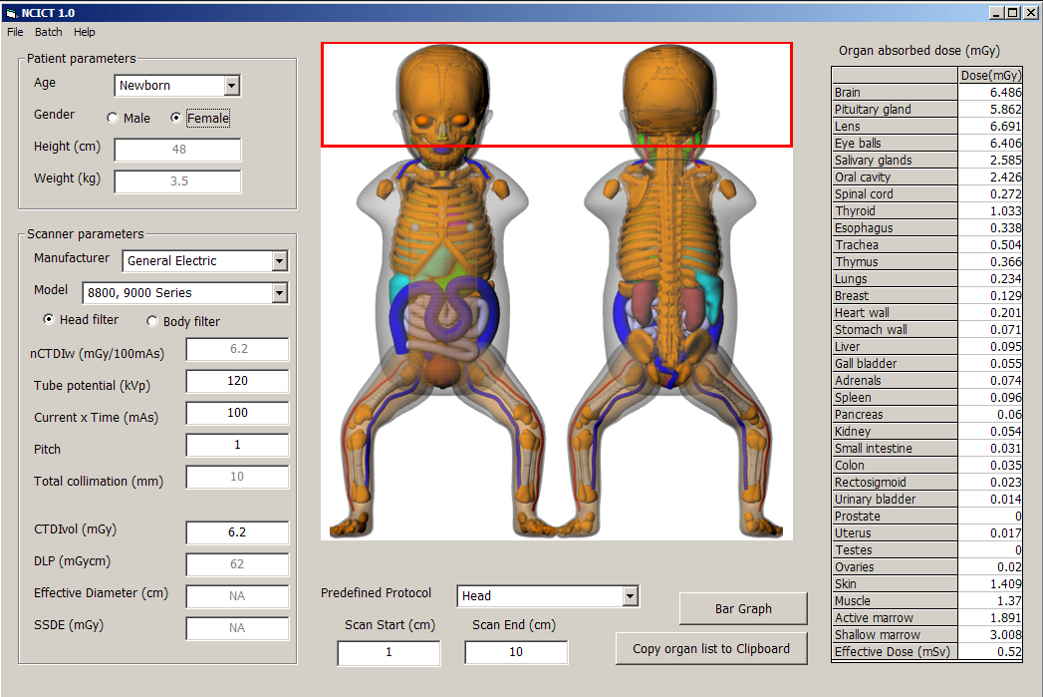 NCICT 1.0
File Batch Help
Patient parameters
Age Newborn
Gender Male Female
Height (cm) 48
Weight (kg) 3.5
Scanner parameters
Manufacturer General Electric
Model 8800, 9000 Series
Head filter Body filter
nCTDIw (mGy/100mAs) 6.2
Tube potential (kVp) 120
Current x Time (mAs) 100
Pitch 1
Total collimation (mm) 10
CTDIvol (mGy) 6.2
DLP (mGycm) 62
Effective Diameter (cm) NA
SSDE (mGy) NA
Predefined Protocol Head
Scan Start (cm) Scan End (cm)
1 10
Bar Graph
Copy organ list to Clipboard
Organ absorbed dose (mGy)
Dose(mGy)
Brain 6.486
Pituitary gland 5.862
Lens 6.691
Eye balls 6.406
Salivary glands 2.585
Oral cavity 2.426
Spinal cord 0.272
Thyroid 1.033
Esophagus 0.338
Trachea 0.504
Thymus 0.366
Lungs 0.234
Breast 0.129
Heart wall 0.201
Stomach wall 0.071
Liver 0.095
Gall bladder 0.055
Adrenals 0.074
Spleen 0.096
Pancreas 0.06
Kidney 0.054
Small intestine 0.031
Colon 0.035
Rectosigmoid 0.023
Urinary bladder 0.014
Prostate 0
Uterus 0.017
Testes 0
Ovaries 0.02
Skin 1.409
Muscle 1.37
Active marrow 1.891
Shallow marrow 3.008
Effective Dose (mSv) 0.52